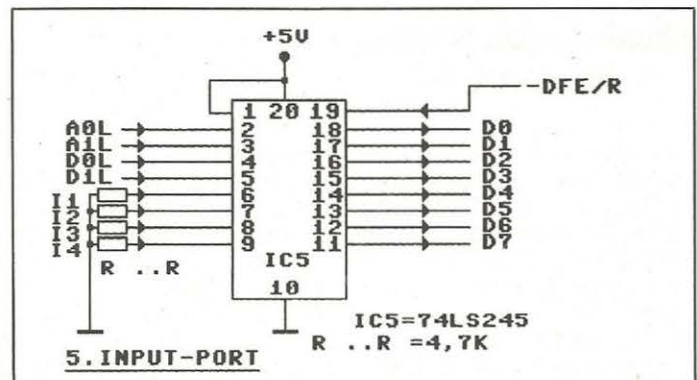 +5V
-DFE/R
1 20 19
A0L 2 18 D0
A1L 3 17 D1
D0L 4 16 D2
D1L 5 15 D3
I1 6 14 D4
I2 7 13 D5
I3 8 12 D6
I4 9 11 D7
R ..R
IC5
10
IC5=74LS245
R ..R =4,7K
5.INPUT-PORT